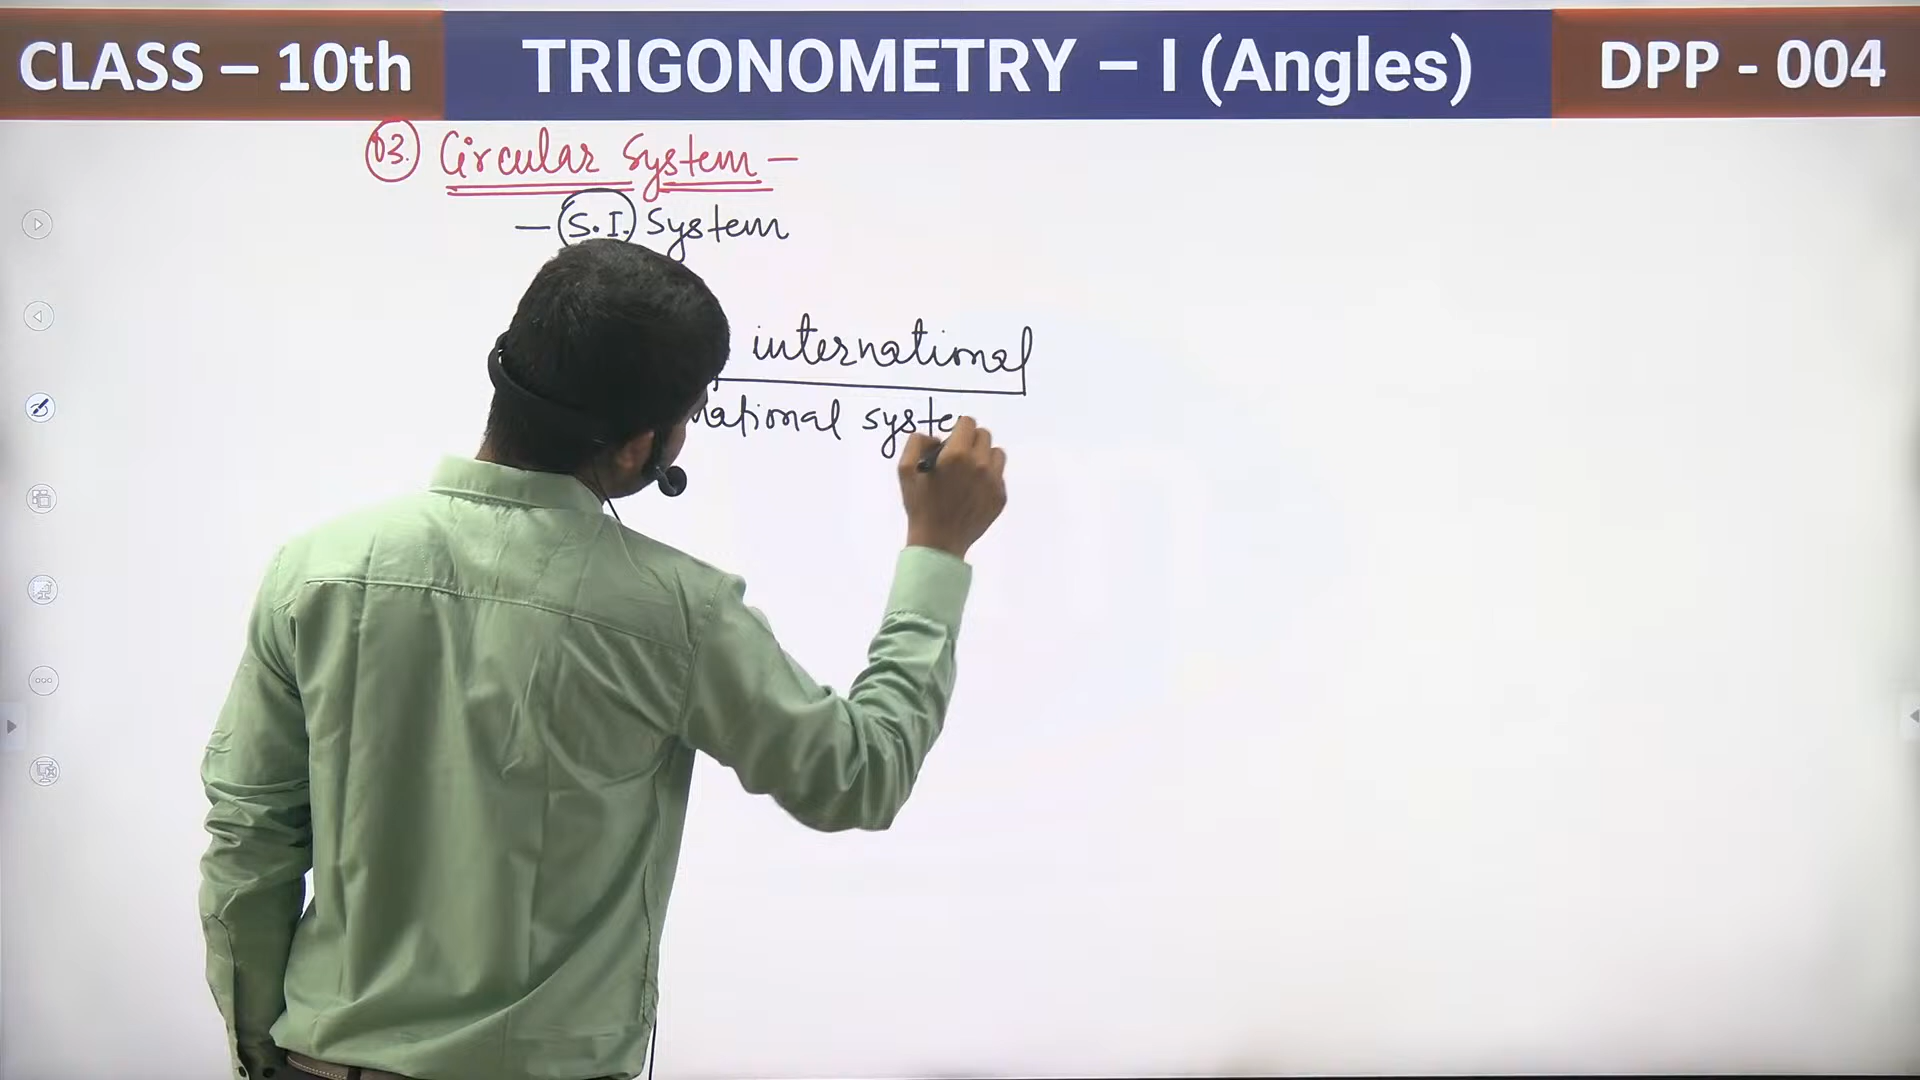 CLASS – 10th TRIGONOMETRY – I (Angles) DPP - 004
03. Circular System –
– S.I. System
international
national syste